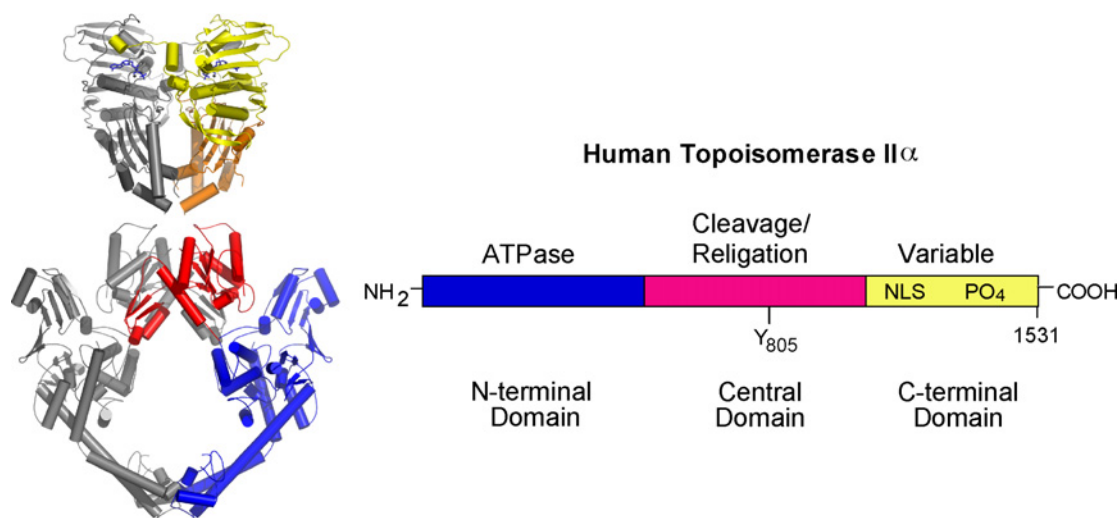 Human Topoisomerase IIα
ATPase
Cleavage/
Religation
Variable
NH2
NLS
PO4
COOH
Y805
1531
N-terminal
Domain
Central
Domain
C-terminal
Domain